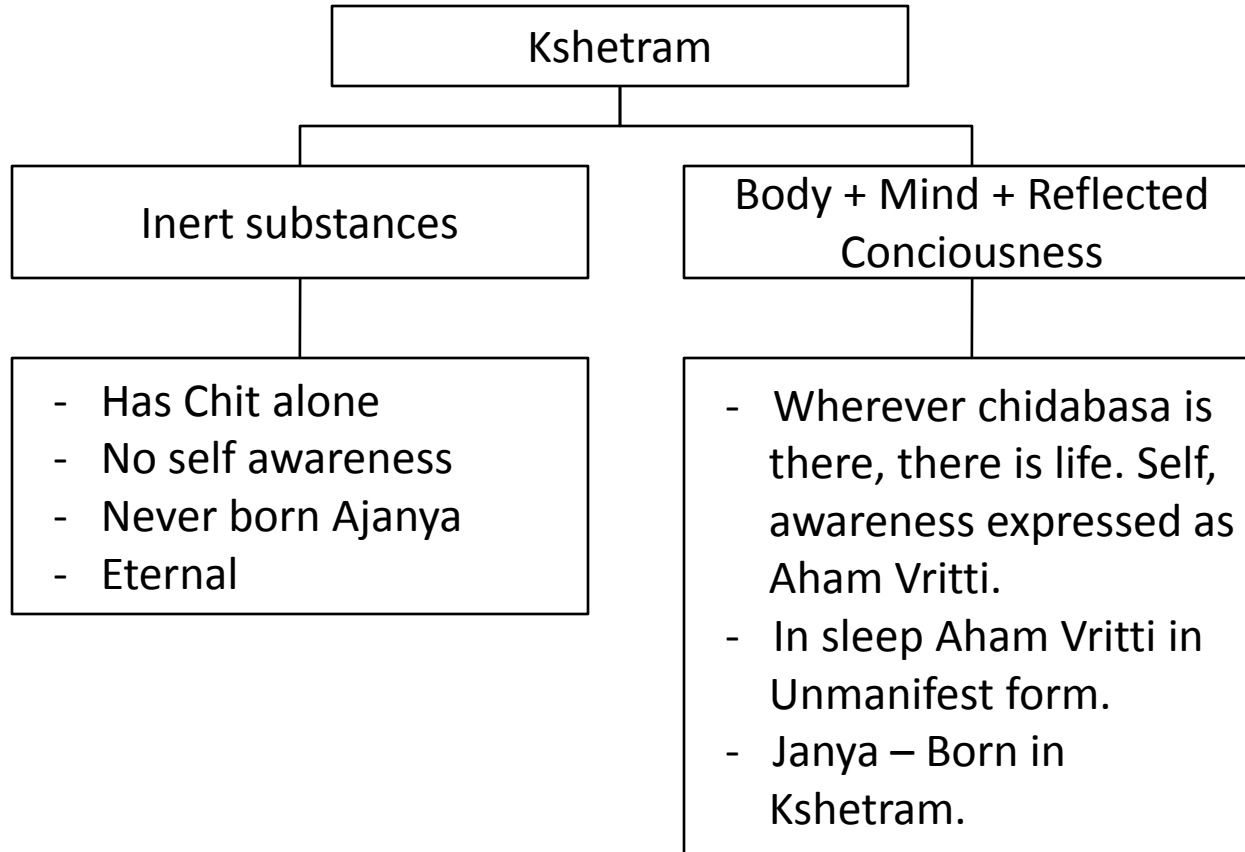 Kshetram
Inert substances
Body + Mind + Reflected
Conciousness
- Has Chit alone
- No self awareness
- Never born Ajanya
- Eternal
- Wherever chidabasa is
there, there is life. Self,
awareness expressed as
Aham Vritti.
- In sleep Aham Vritti in
Unmanifest form.
- Janya – Born in
Kshetram.